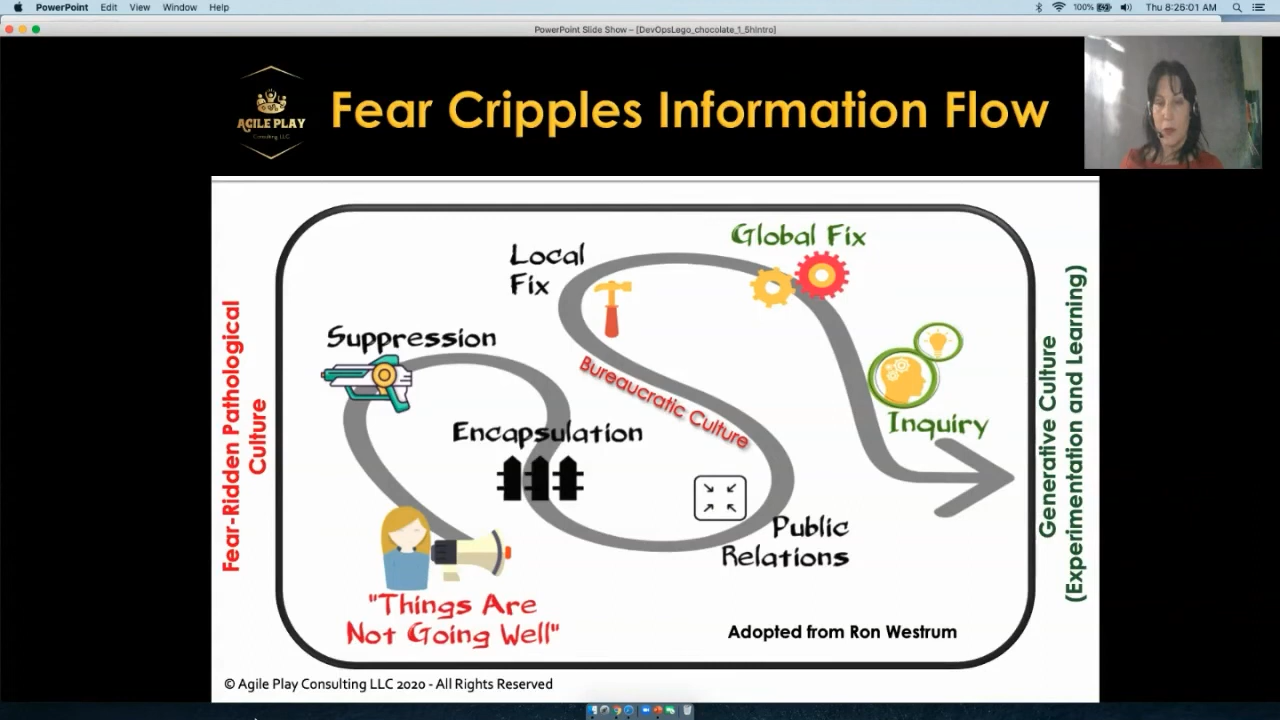 PowerPoint Edit View Window Help
100% Thu 8:25:01 AM
PowerPoint Slide Show – [DevOpsLego_chocolate_1_5hIntro]
AGILE PLAY
Consulting LLC
Fear Cripples Information Flow
Fear-Ridden Pathological
Culture
Suppression
Local
Fix
Global Fix
Encapsulation
Bureaucratic Culture
Inquiry
Public
Relations
"Things Are
Not Going Well"
Adopted from Ron Westrum
Generative Culture
(Experimentation and Learning)
© Agile Play Consulting LLC 2020 - All Rights Reserved